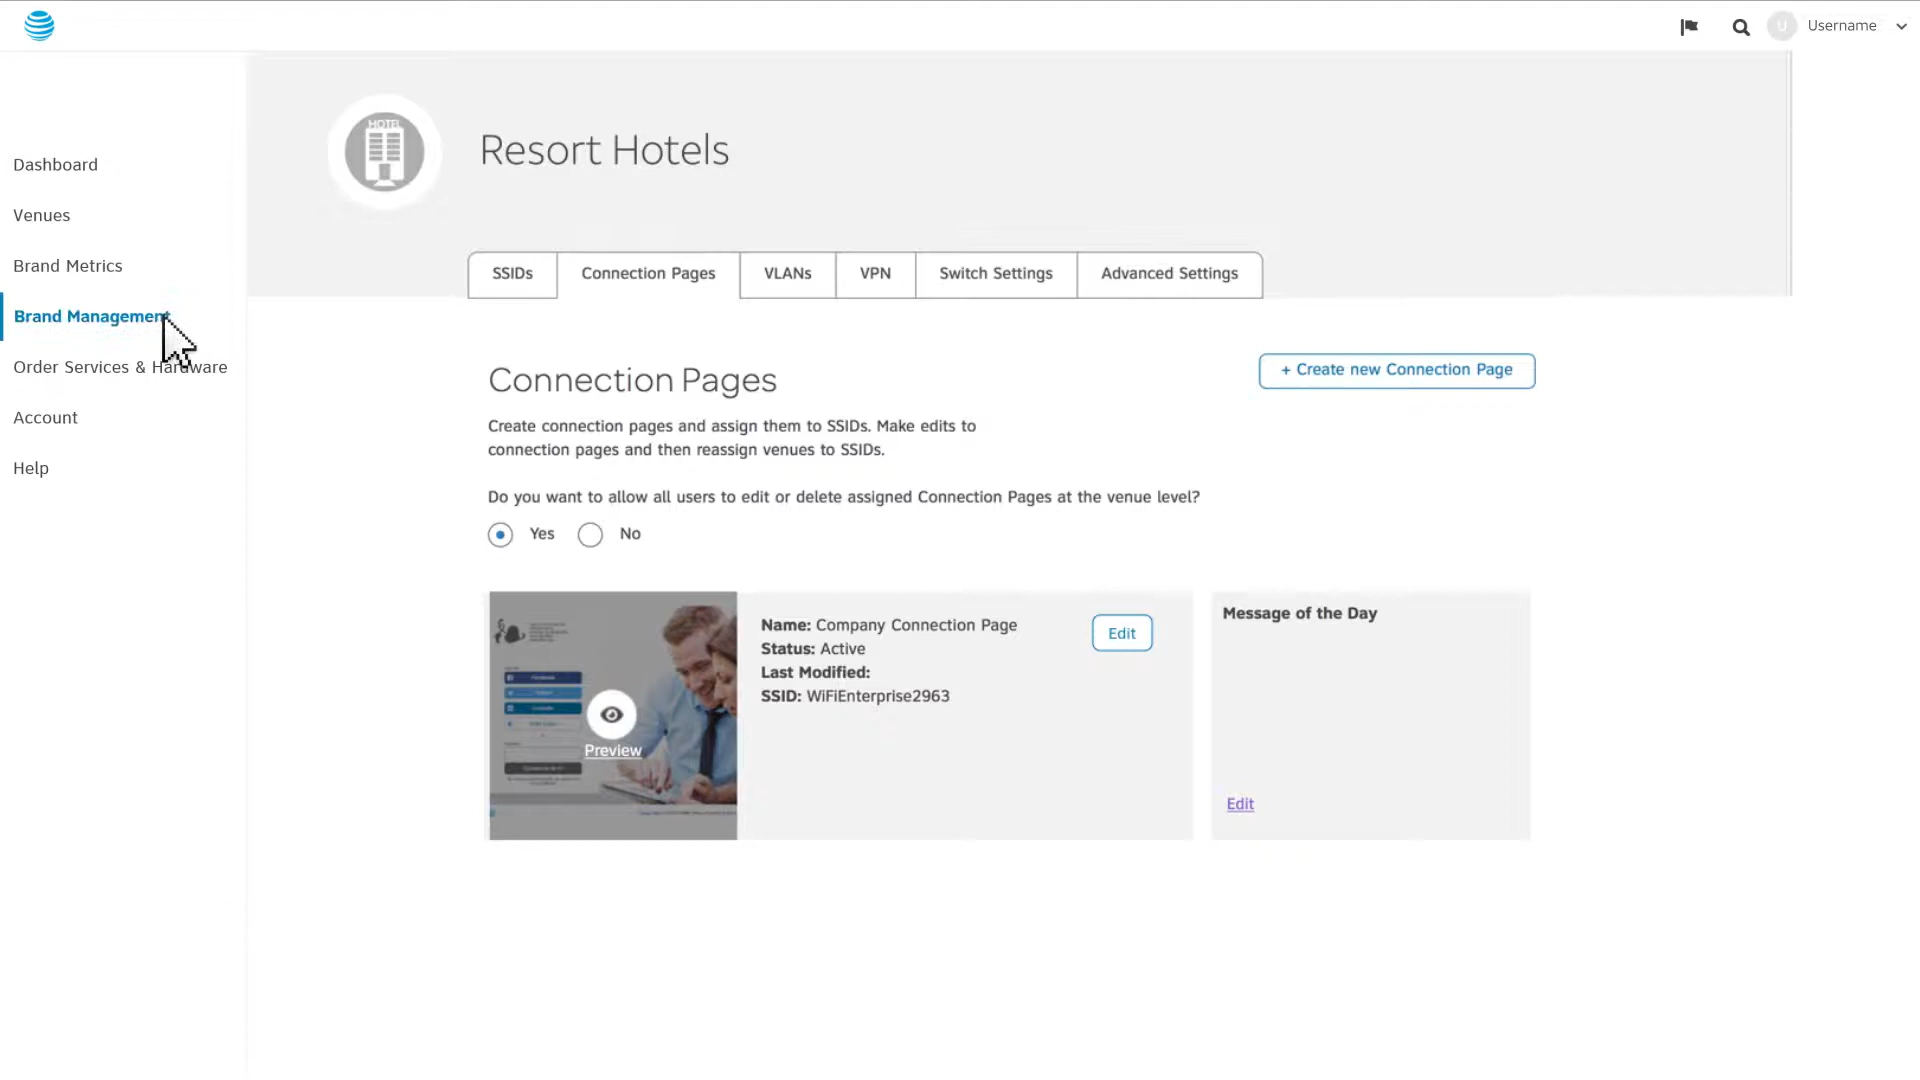 Username
Dashboard
Venues
Brand Metrics
Brand Management
Order Services & Hardware
Account
Help
HOTEL
Resort Hotels
SSIDs
Connection Pages
VLANs
VPN
Switch Settings
Advanced Settings
Connection Pages
+ Create new Connection Page
Create connection pages and assign them to SSIDs. Make edits to
connection pages and then reassign venues to SSIDs.
Do you want to allow all users to edit or delete assigned Connection Pages at the venue level?
Yes
No
Preview
Name: Company Connection Page
Status: Active
Last Modified:
SSID: WiFiEnterprise2963
Edit
Message of the Day
Edit